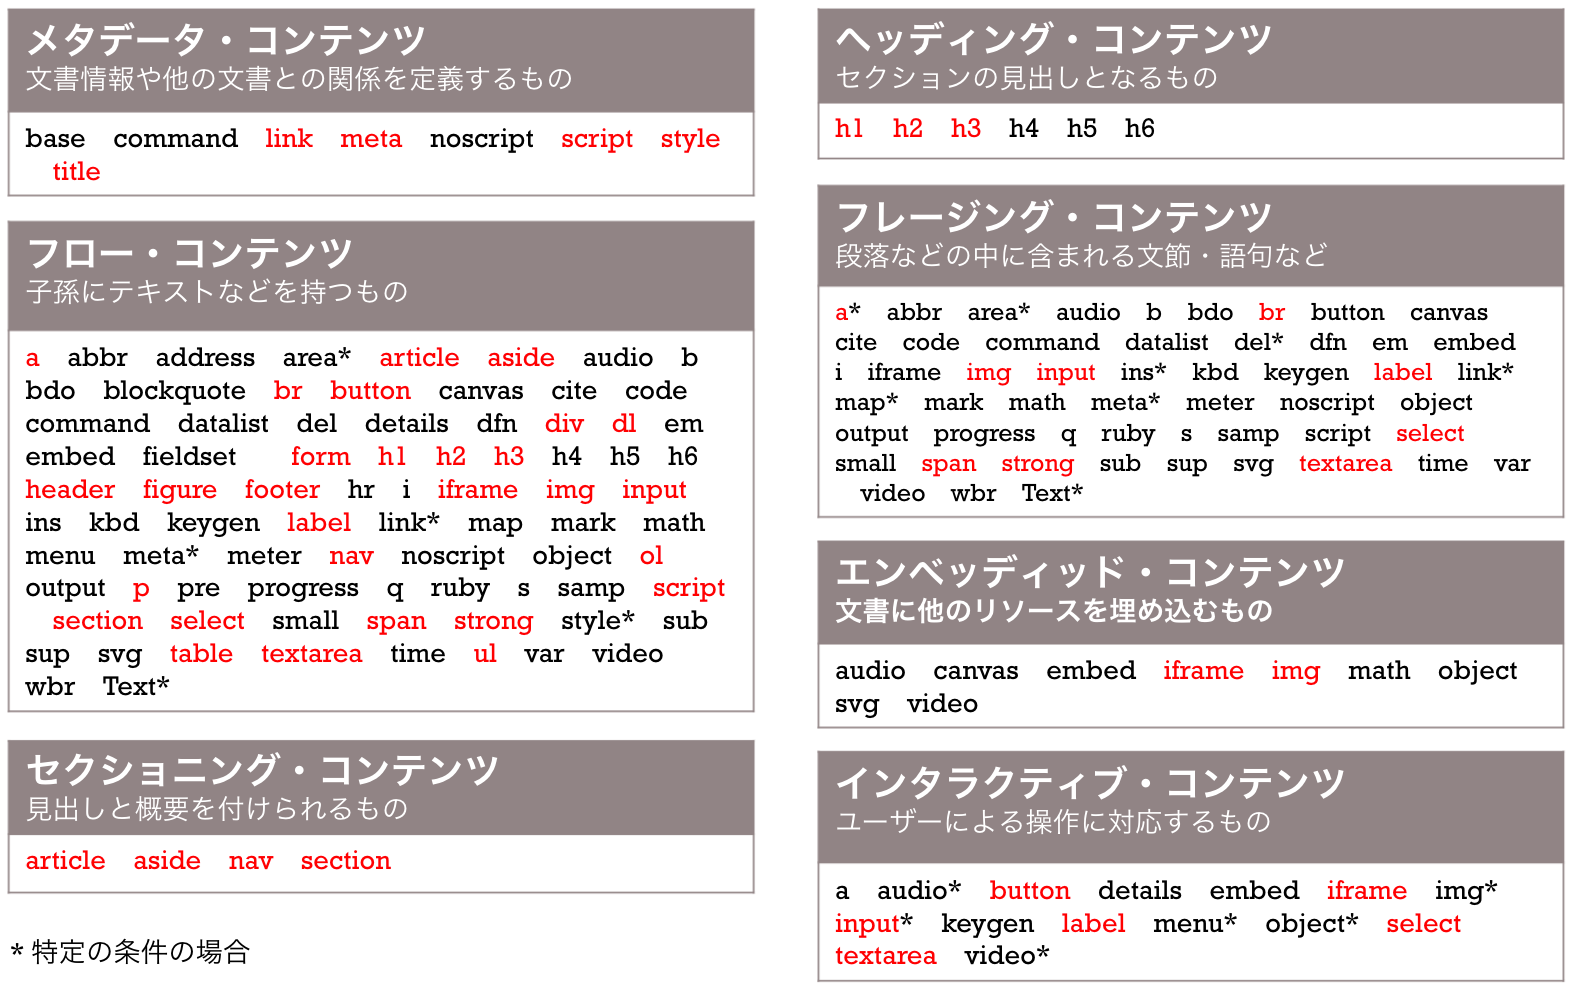 メタデータ・コンテンツ
文書情報や他の文書との関係を定義するもの
base command link meta noscript script style
title
フロー・コンテンツ
子孫にテキストなどを持つもの
a abbr address area* article aside audio b
bdo blockquote br button canvas cite code
command datalist del details dfn div dl em
embed fieldset form h1 h2 h3 h4 h5 h6
header figure footer hr i iframe img input
ins kbd keygen label link* map mark math
menu meta* meter nav noscript object ol
output p pre progress q ruby s samp script
section select small span strong style* sub
sup svg table textarea time ul var video
wbr Text*
セクショニング・コンテンツ
見出しと概要を付けられるもの
article aside nav section
* 特定の条件の場合
ヘッディング・コンテンツ
セクションの見出しとなるもの
h1 h2 h3 h4 h5 h6
フレージング・コンテンツ
段落などの中に含まれる文節・語句など
a* abbr area* audio b bdo br button canvas
cite code command datalist del* dfn em embed
i iframe img input ins* kbd keygen label link*
map* mark math meta* meter noscript object
output progress q ruby s samp script select
small span strong sub sup svg textarea time var
video wbr Text*
エンベッディッド・コンテンツ
文書に他のリソースを埋め込むもの
audio canvas embed iframe img math object
svg video
インタラクティブ・コンテンツ
ユーザーによる操作に対応するもの
a audio* button details embed iframe img*
input* keygen label menu* object* select
textarea video*